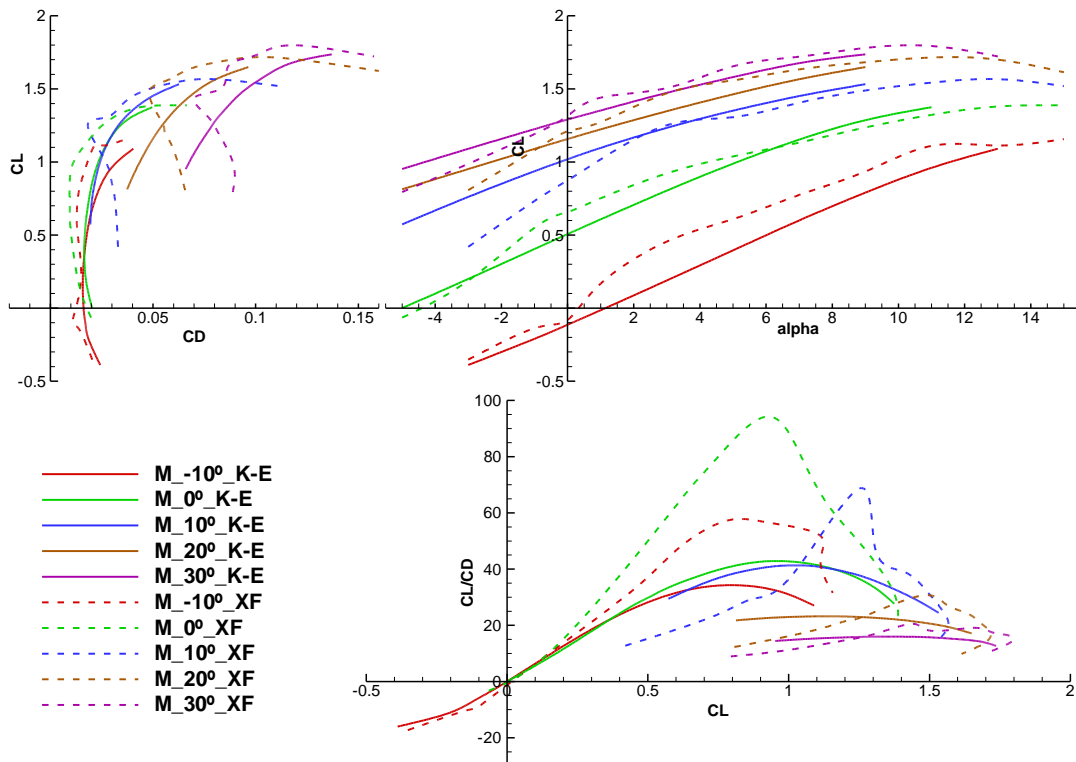 2
1.5
1
0.5
-0.5
CL
0.05
0.1
0.15
CD
2
1.5
1
0.5
-0.5
CL
-4
-2
0
2
4
6
8
10
12
14
alpha
M_-10º_K-E
M_0º_K-E
M_10º_K-E
M_20º_K-E
M_30º_K-E
M_-10º_XF
M_0º_XF
M_10º_XF
M_20º_XF
M_30º_XF
100
80
60
40
20
0
-20
CL/CD
-0.5
0
0.5
1
1.5
2
CL